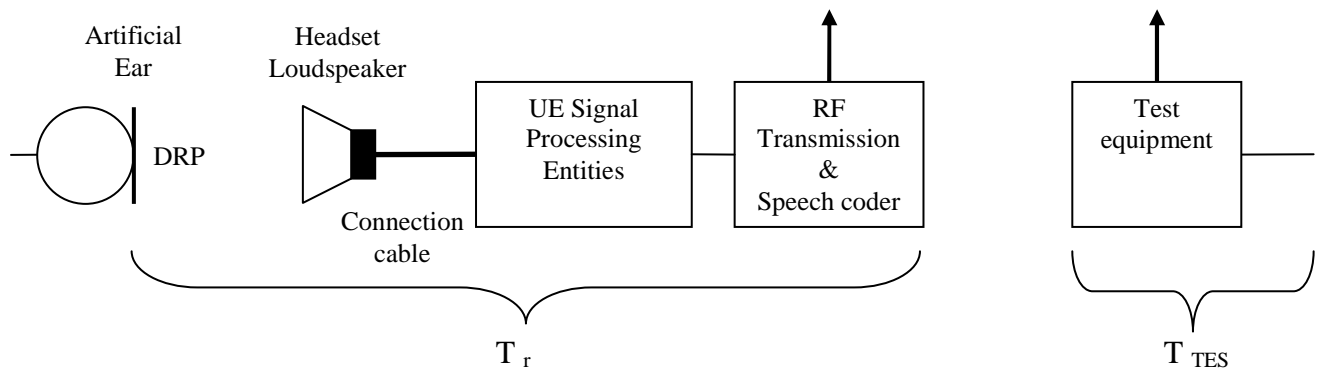 Artificial
Ear
DRP
Headset
Loudspeaker
Connection
cable
UE Signal
Processing
Entities
RF
Transmission
&
Speech coder
Test
equipment
T r
T TES